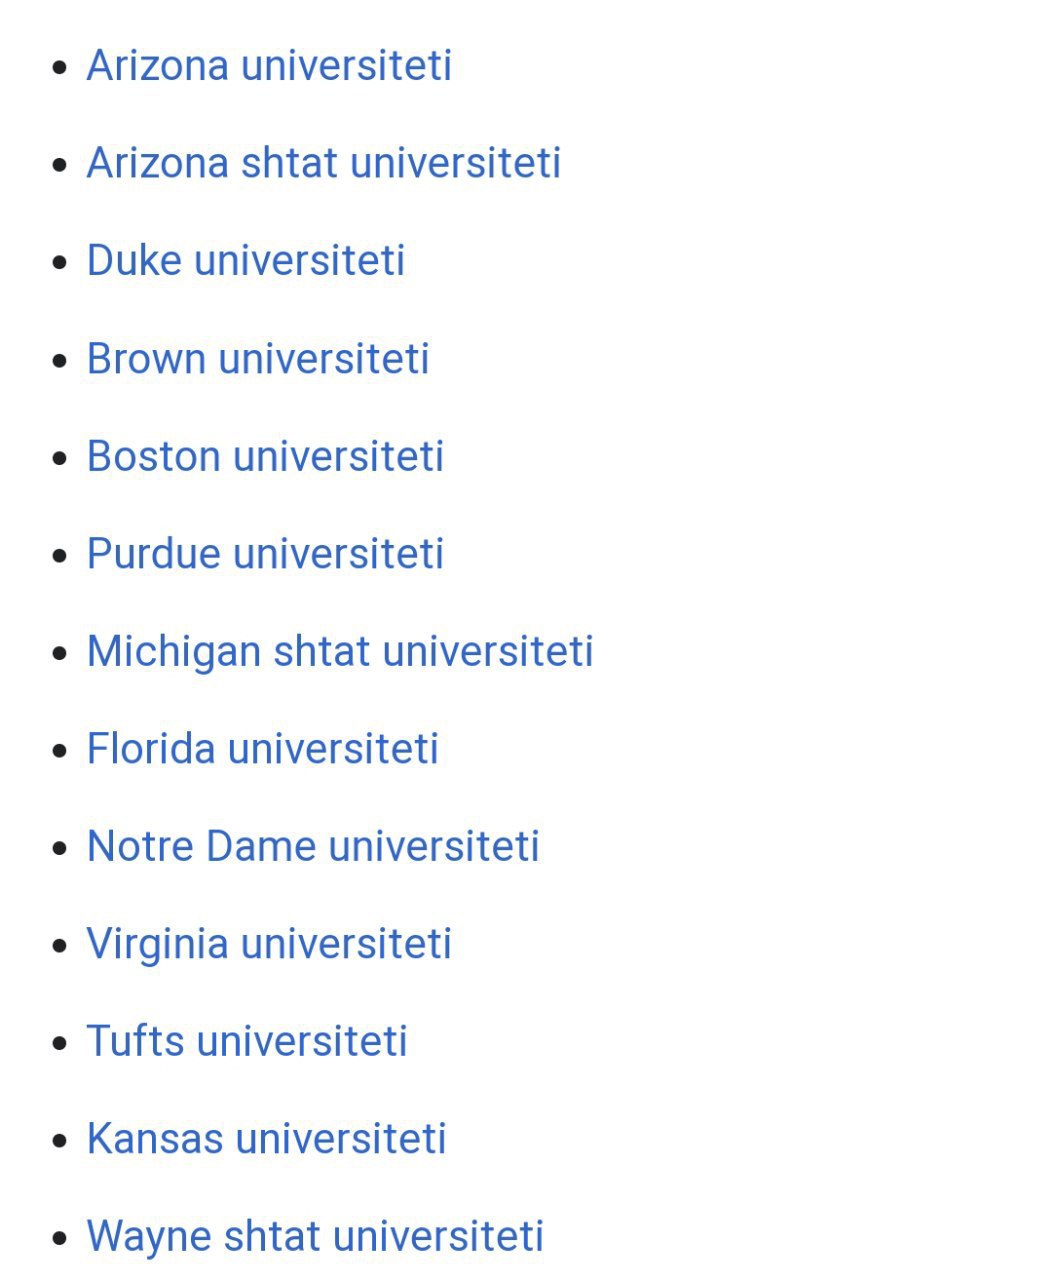 Arizona universiteti
Arizona shtat universiteti
Duke universiteti
Brown universiteti
Boston universiteti
Purdue universiteti
Michigan shtat universiteti
Florida universiteti
Notre Dame universiteti
Virginia universiteti
Tufts universiteti
Kansas universiteti
Wayne shtat universiteti